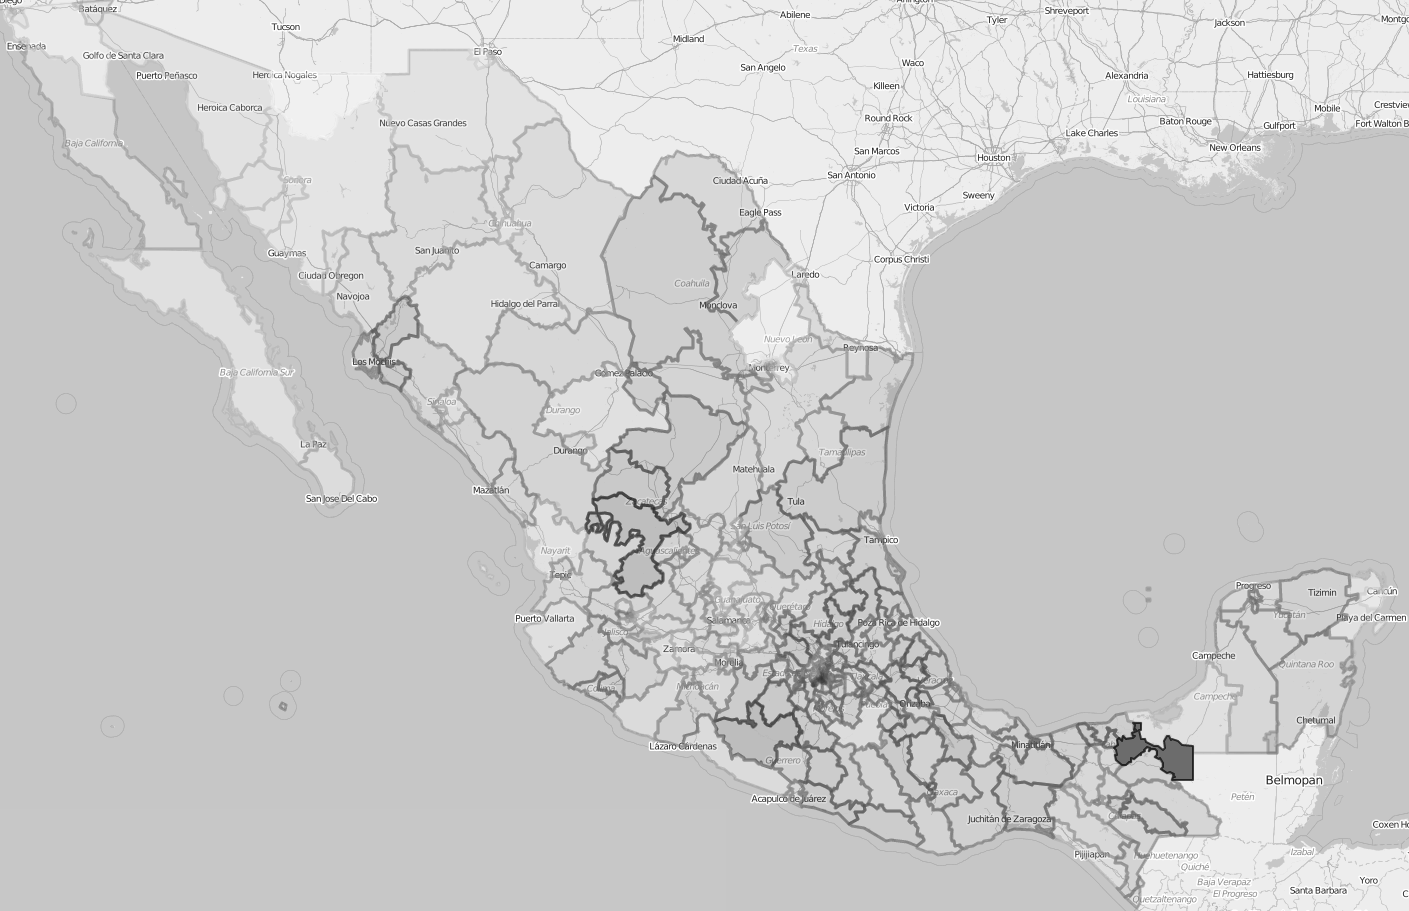 Batáquez
Ensenada
Golfo de Santa Clara
Puerto Peñasco
Heroica Nogales
Heroica Caborca
Tucson
El Paso
Nuevo Casas Grandes
Abilene
Midland
Texas
San Angelo
Waco
Killeen
Round Rock
San Marcos
San Antonio
Houston
Sweeny
Victoria
Corpus Christi
Tyler
Shreveport
Jackson
Alexandria
Louisiana
Hattiesburg
Baton Rouge
Lake Charles
New Orleans
Gulfport
Mobile
Crestview
Fort Walton B
Baja California
Sonora
Chihuahua
Ciudad Acuña
Eagle Pass
Guaymas
Ciudad Obregon
Navojoa
San Juanito
Camargo
Hidalgo del Parral
Coahuila
Monclova
Laredo
Nuevo León
Reynosa
Monterrey
Los Mochis
Gómez Palacio
Baja California Sur
Sinaloa
Durango
Durango
La Paz
San Jose Del Cabo
Mazatlán
Matehuala
Tamaulipas
Zacatecas
Tula
San Luis Potosí
Tampico
Nayarit
Aguascalientes
Tepic
Puerto Vallarta
Jalisco
Guanajuato
Salamanca
Querétaro
Hidalgo
Poza Rica de Hidalgo
Tulancingo
Zamora
Morelia
Michoacán
Colima
Tlaxcala
Veracruz
Orizaba
Lázaro Cárdenas
Guerrero
Acapulco de Juárez
Oaxaca
Minatitlán
Juchitán de Zaragoza
Chiapas
Pijijiapan
Progreso
Tizimin
Cancún
Yucatán
Playa del Carmen
Campeche
Quintana Roo
Campeche
Chetumal
Belmopan
Petén
Coxen Ho
Huehuetenango
Quiché
Izabal
Baja Verapaz
El Progreso
Quetzaltenango
Santa Barbara
Yoro